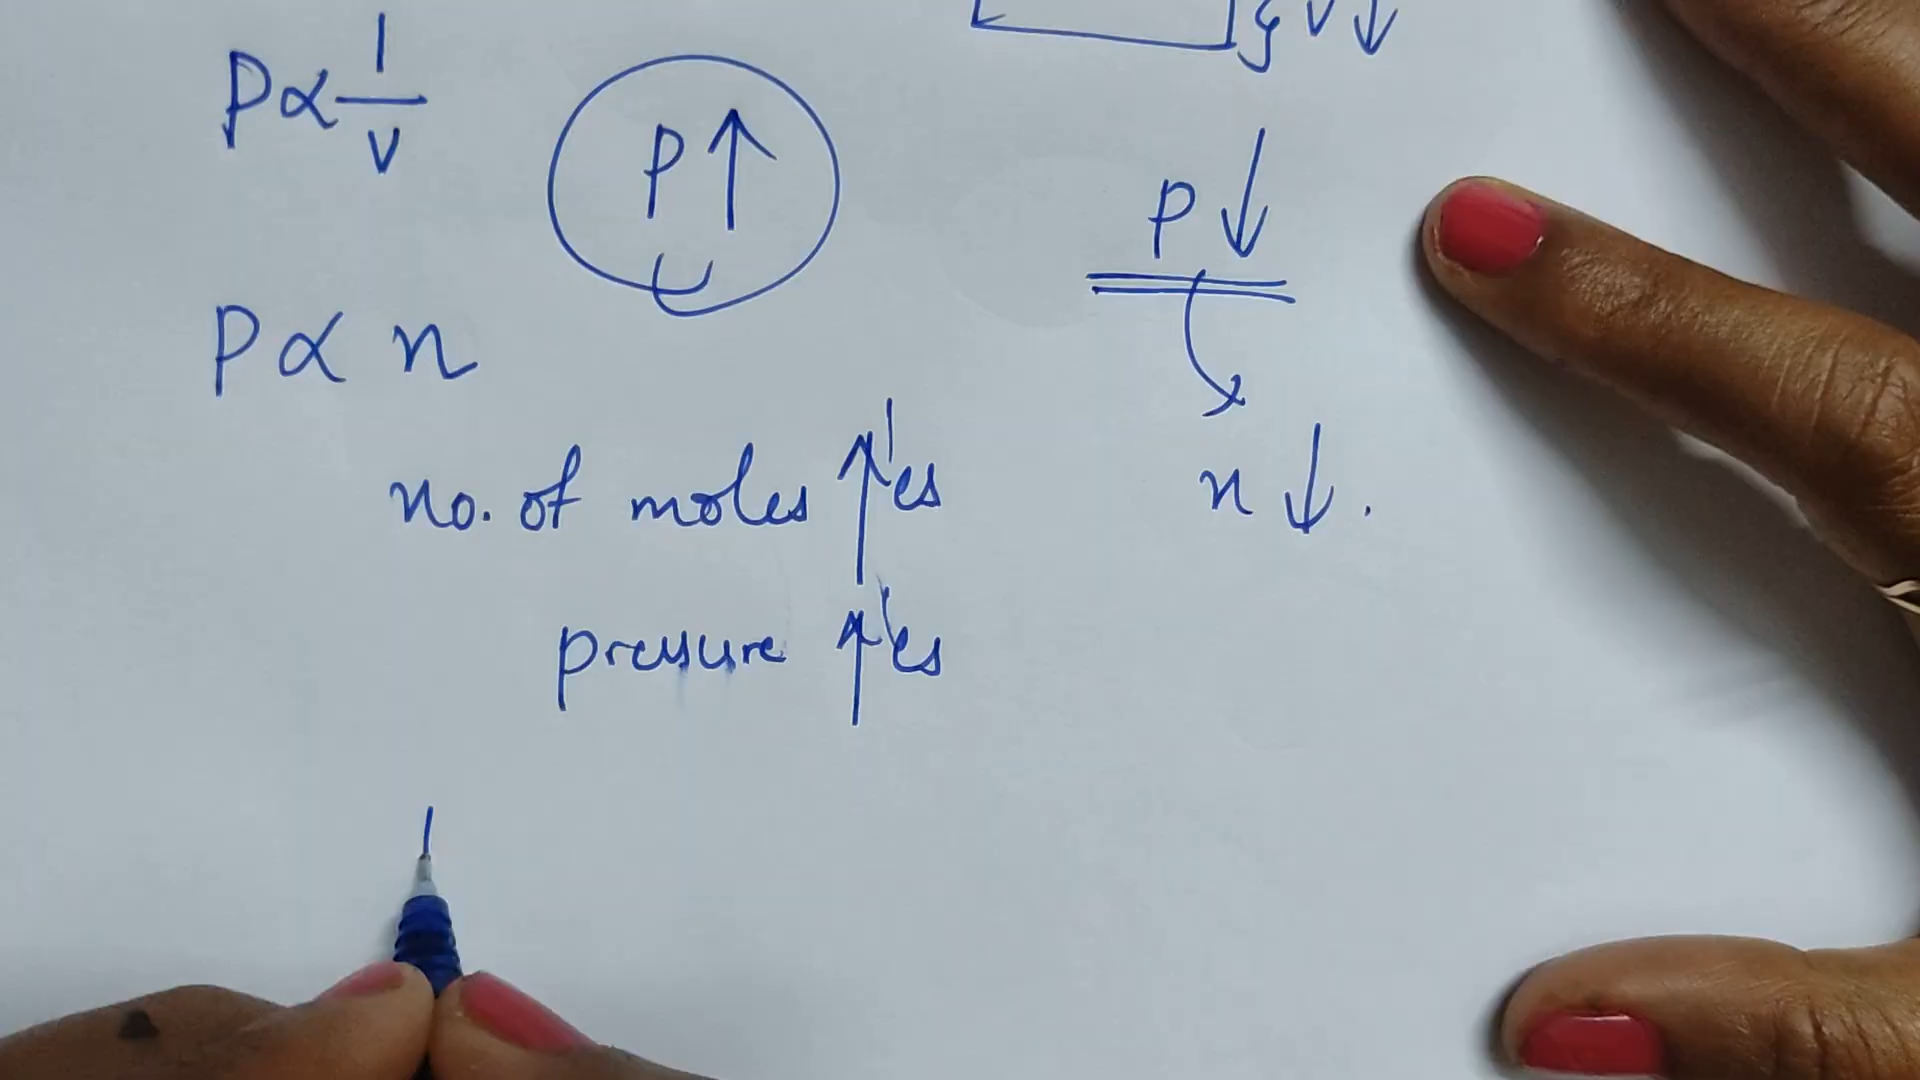 } V ↓
P ∝ 1/V
P ↑
P ↓
P ∝ n
no. of moles ↑'es
n ↓.
pressure ↑'es